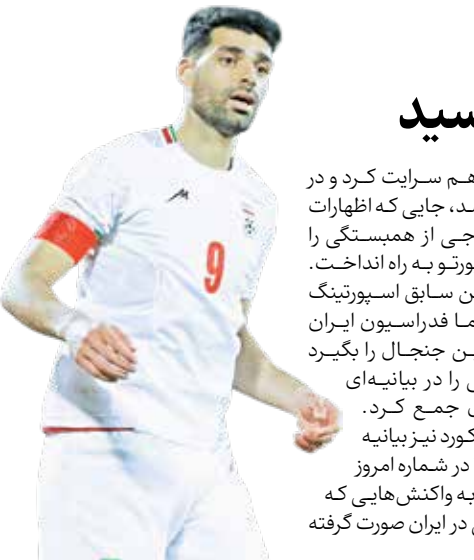 سید
هم سرایت کرد و در
شد، جایی که اظهارات
جی از همبستگی را
ورتو به راه انداخت.
ن سابق اسپورتینگ
ما فدراسیون ایران
ن جنجال را بگیرد
ی را در بیانیه‌ای
ی جمع کرد.
کورد نیز بیانیه
در شماره امروز
به واکنش‌هایی که
ی در ایران صورت گرفته
9